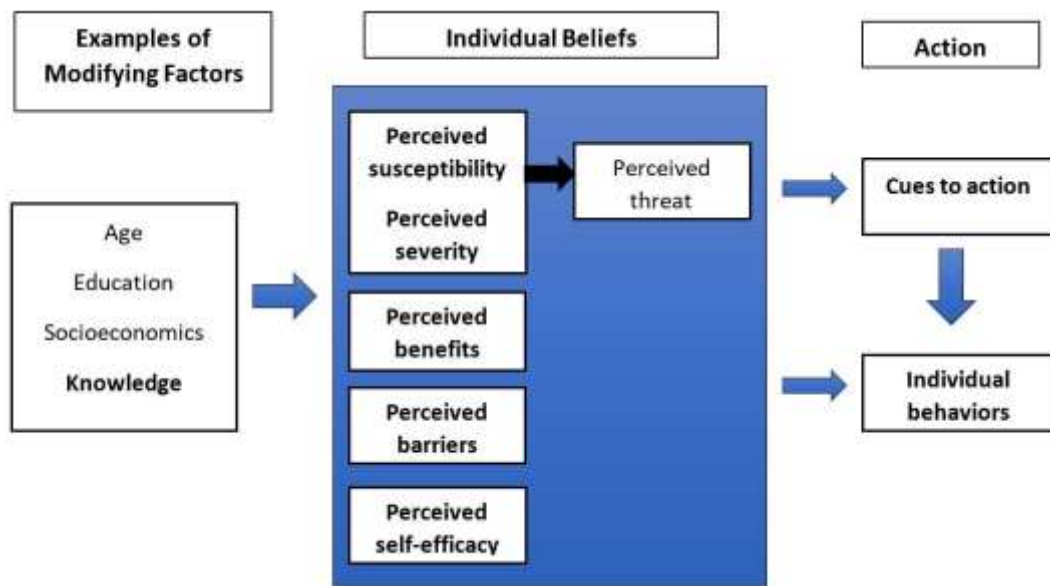 Examples of
Modifying Factors
Individual Beliefs
Action
Age
Education
Socioeconomics
Knowledge
Perceived
susceptibility
Perceived
severity
Perceived
threat
Perceived
benefits
Perceived
barriers
Perceived
self-efficacy
Cues to action
Individual
behaviors